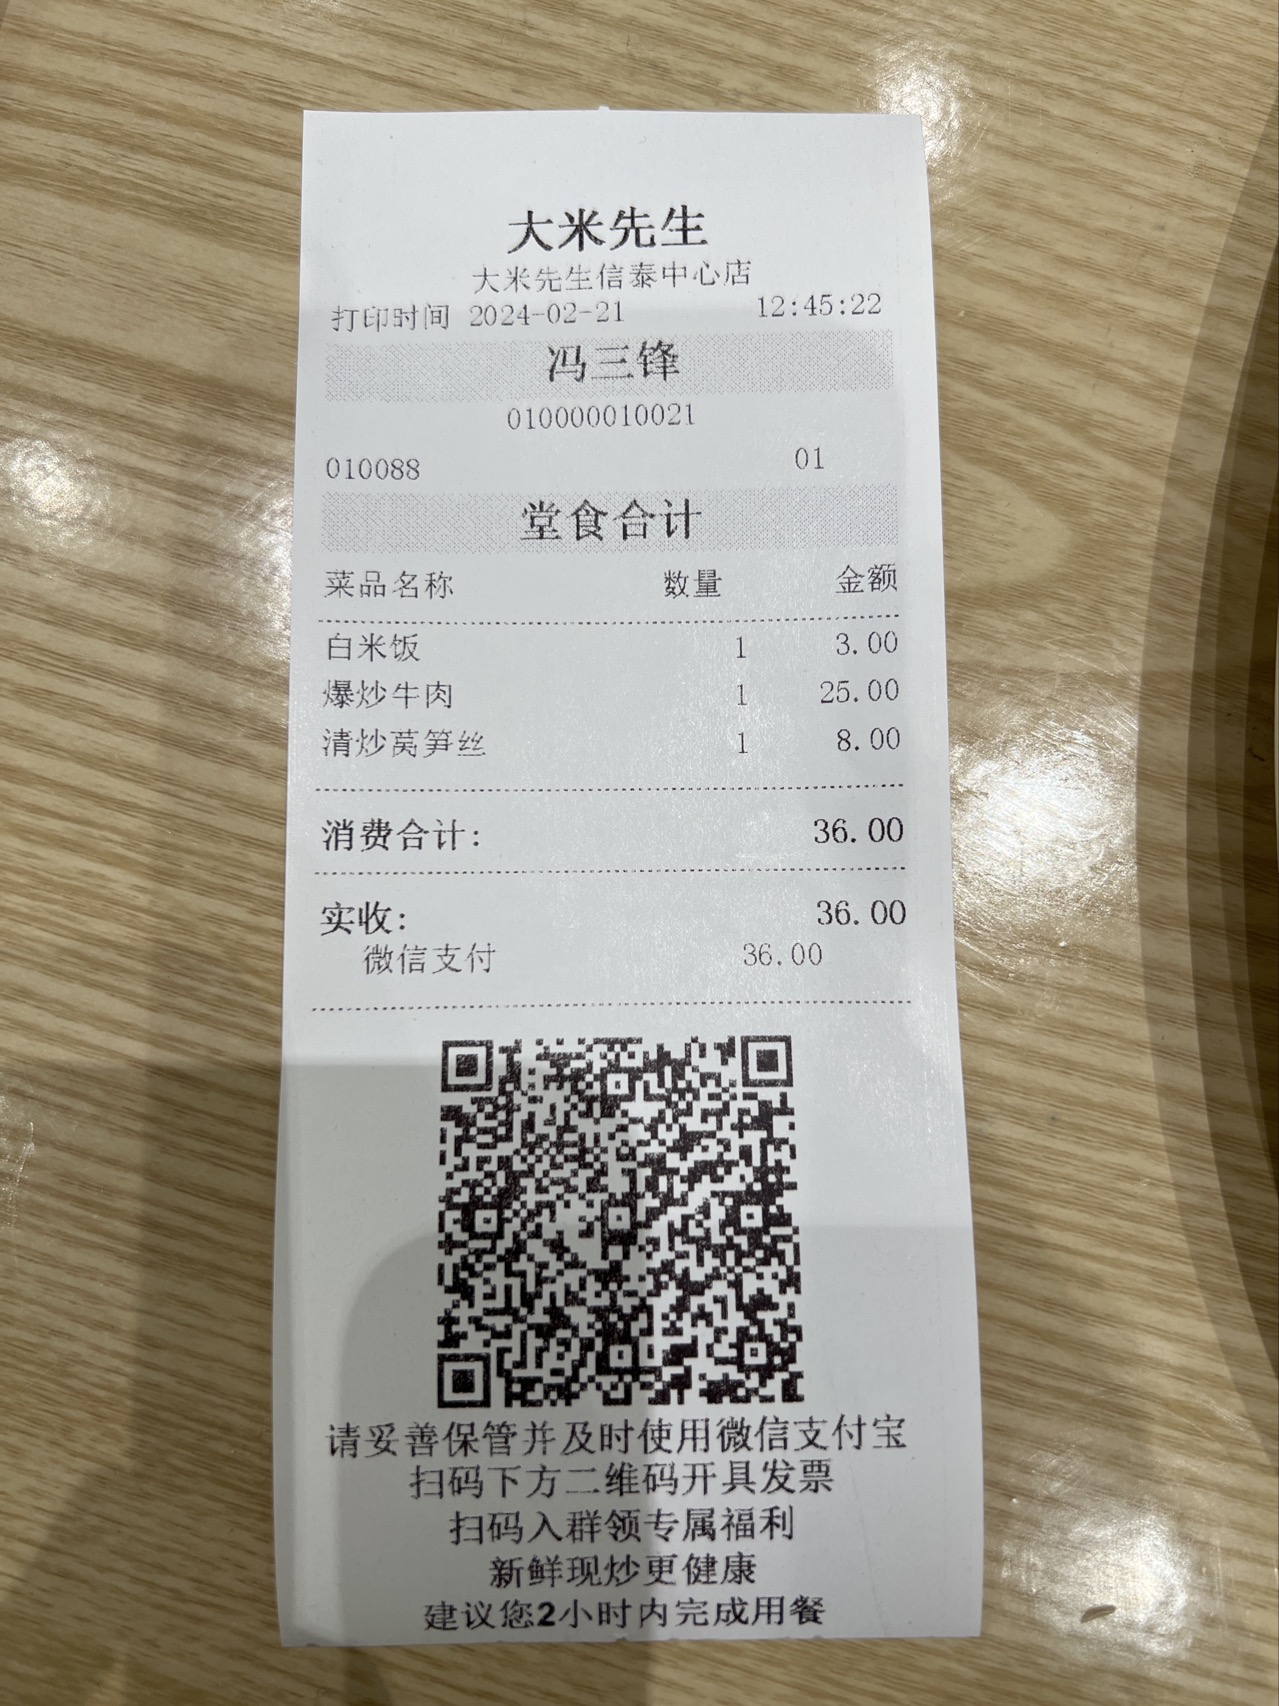 大米先生
大米先生信泰中心店
打印时间 2024-02-21 12:45:22
冯三锋
010000010021
010088 01
堂食合计
菜品名称 数量 金额
白米饭 1 3.00
爆炒牛肉 1 25.00
清炒莴笋丝 1 8.00
消费合计: 36.00
实收: 36.00
微信支付 36.00
请妥善保管并及时使用微信支付宝
扫码下方二维码开具发票
扫码入群领专属福利
新鲜现炒更健康
建议您2小时内完成用餐